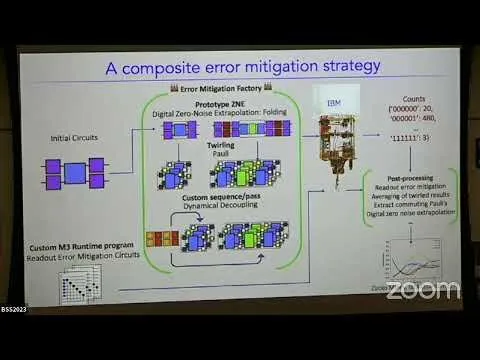 A composite error mitigation strategy
Error Mitigation Factory
Prototype ZNE
Digital Zero-Noise Extrapolation: Folding
Initial Circuits
Twirling
Pauli
Custom sequence/pass
Dynamical Decoupling
Custom M3 Runtime program
Readout Error Mitigation Circuits
IBM
Counts
{'000000': 20,
'000001': 480,
...
'111111': 3}
Post-processing
Readout error mitigation
Averaging of twirled results
Extract commuting Pauli's
Digital zero noise extrapolation
zoom
BSS2023